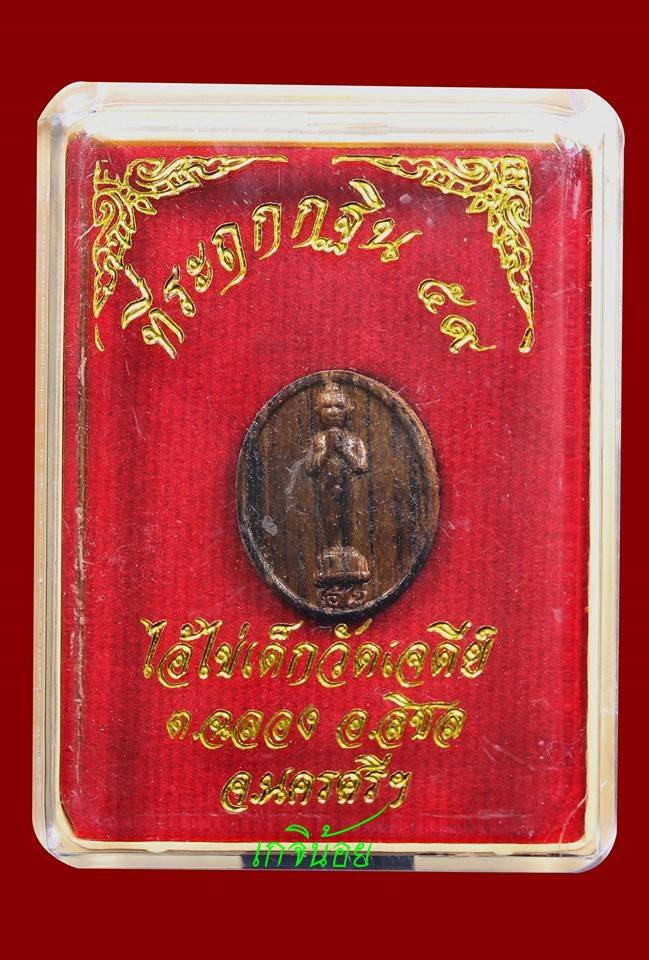 ที่ระฤกกฐิน ๕๘
ไอ้ไข่เด็กวัดเจดีย์
ต.ฉลอง อ.สิชล
จ.นครศรีฯ
เกจิน้อย